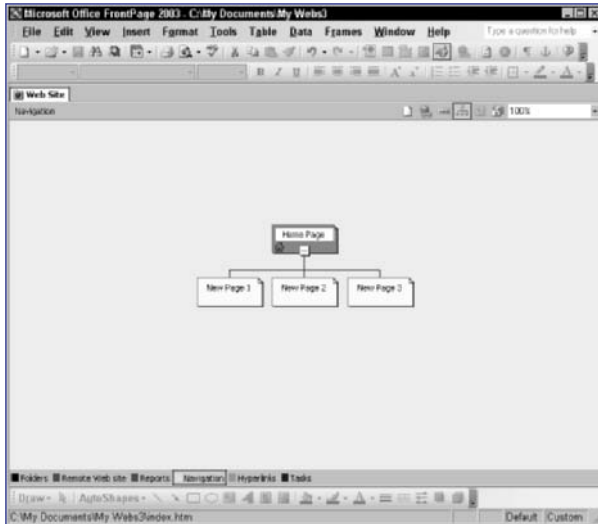 Microsoft Office FrontPage 2003 - C:\My Documents\My Webs3
File Edit View Insert Format Tools Table Data Frames Window Help Type a question for help
Web Site
Navigation 100%
Home Page
New Page 1 New Page 2 New Page 3
Folders Remote Web site Reports Navigation Hyperlinks Tasks
Draw AutoShapes
C:\My Documents\My Webs3\index.htm Default Custom